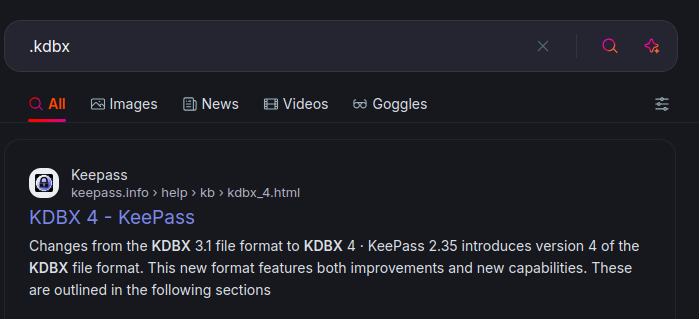 .kdbx
All Images News Videos Goggles
Keepass
keepass.info › help › kb › kdbx_4.html
KDBX 4 - KeePass
Changes from the KDBX 3.1 file format to KDBX 4 · KeePass 2.35 introduces version 4 of the
KDBX file format. This new format features both improvements and new capabilities. These
are outlined in the following sections